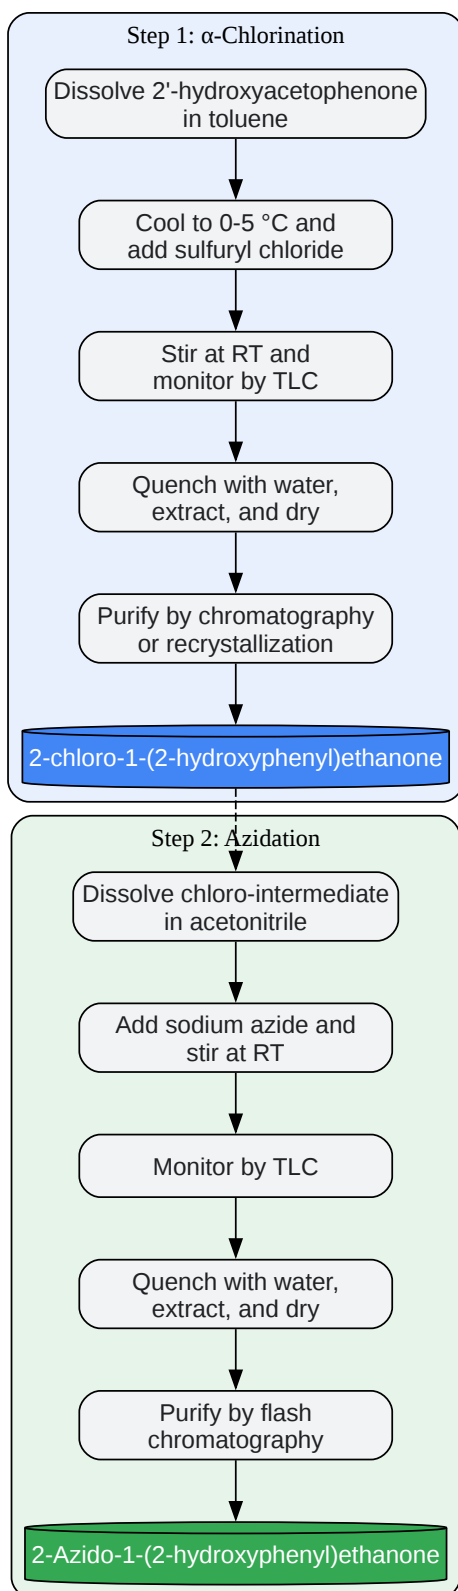 Step 1: α-Chlorination
Dissolve 2'-hydroxyacetophenone
in toluene
Cool to 0-5 °C and
add sulfuryl chloride
Stir at RT and
monitor by TLC
Quench with water,
extract, and dry
Purify by chromatography
or recrystallization
2-chloro-1-(2-hydroxyphenyl)ethanone
Step 2: Azidation
Dissolve chloro-intermediate
in acetonitrile
Add sodium azide and
stir at RT
Monitor by TLC
Quench with water,
extract, and dry
Purify by flash
chromatography
2-Azido-1-(2-hydroxyphenyl)ethanone